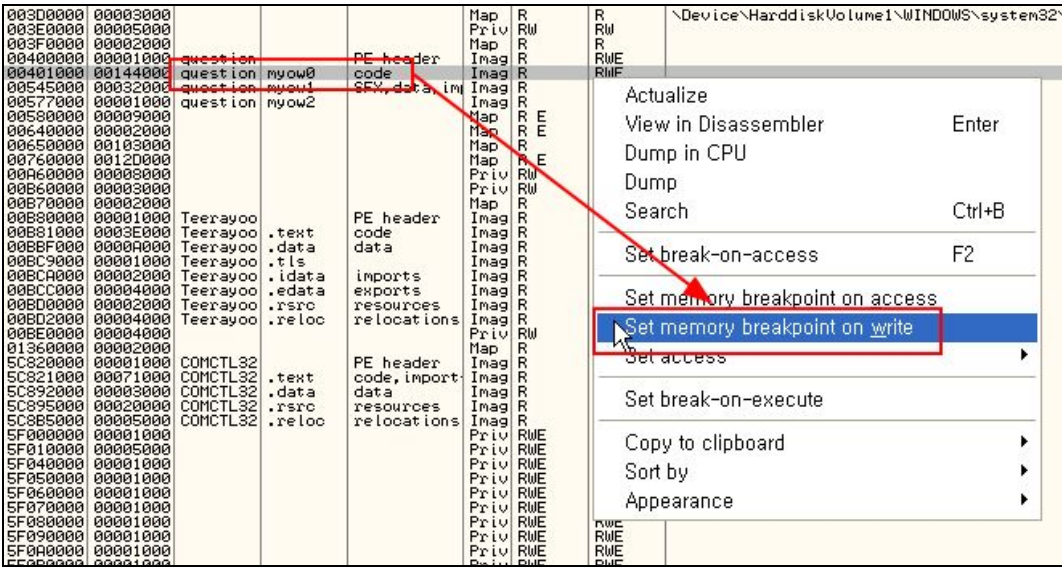 003D0000 00003000 Map R R \Device\HarddiskVolume1\WINDOWS\system32\
003E0000 00005000 Priv RW RW
003F0000 00002000 Map R R
00400000 00001000 question PE header Imag R RWE
00401000 00144000 question myow0 code Imag R RWE
00545000 00032000 question myow1 SFX,data,im Imag R
00577000 00001000 question myow2 Imag R
00580000 00009000 Map R E
00640000 00002000 Map R E
00650000 00103000 Map R
00760000 0012D000 Map R E
00A60000 00008000 Priv RW
00B60000 00003000 Priv RW
00B70000 00002000 Map R
00B80000 00001000 Teerayoo PE header Imag R
00B81000 0003E000 Teerayoo .text code Imag R
00BBF000 0000A000 Teerayoo .data data Imag R
00BC9000 00001000 Teerayoo .tls Imag R
00BCA000 00002000 Teerayoo .idata imports Imag R
00BCC000 00004000 Teerayoo .edata exports Imag R
00BD0000 00002000 Teerayoo .rsrc resources Imag R
00BD2000 00004000 Teerayoo .reloc relocations Imag R
00BE0000 00004000 Priv RW
01360000 00002000 Map R
5C820000 00001000 COMCTL32 PE header Imag R
5C821000 00071000 COMCTL32 .text code,import Imag R
5C892000 00003000 COMCTL32 .data data Imag R
5C895000 00020000 COMCTL32 .rsrc resources Imag R
5C8B5000 00005000 COMCTL32 .reloc relocations Imag R
5F000000 00001000 Priv RWE
5F010000 00005000 Priv RWE
5F040000 00001000 Priv RWE
5F050000 00001000 Priv RWE
5F060000 00001000 Priv RWE
5F070000 00001000 Priv RWE
5F080000 00001000 Priv RWE RWE
5F090000 00001000 Priv RWE RWE
5F0A0000 00001000 Priv RWE RWE
Actualize
View in Disassembler Enter
Dump in CPU
Dump
Search Ctrl+B
Set break-on-access F2
Set memory breakpoint on access
Set memory breakpoint on write
Set access
Set break-on-execute
Copy to clipboard
Sort by
Appearance